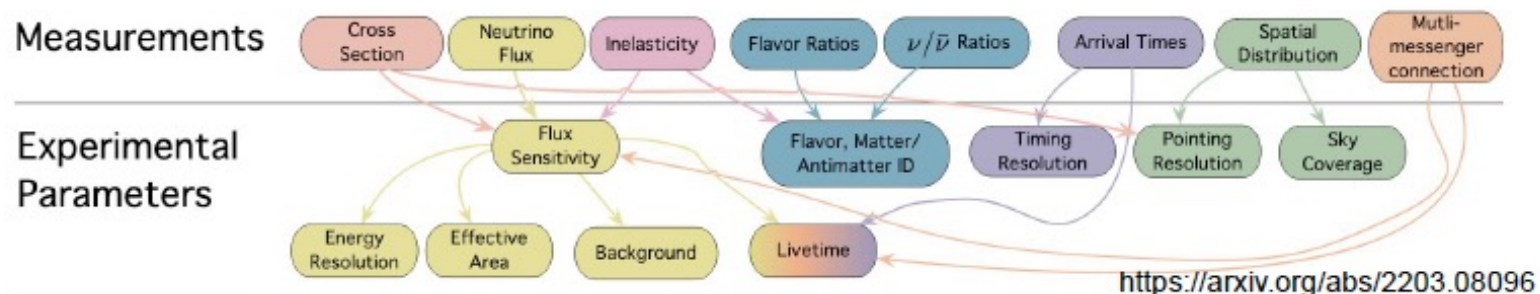 Measurements
Cross
Section
Neutrino
Flux
Inelasticity
Flavor Ratios
ν/ν̄ Ratios
Arrival Times
Spatial
Distribution
Mutli-
messenger
connection
Experimental
Parameters
Flux
Sensitivity
Flavor, Matter/
Antimatter ID
Timing
Resolution
Pointing
Resolution
Sky
Coverage
Energy
Resolution
Effective
Area
Background
Livetime
https://arxiv.org/abs/2203.08096